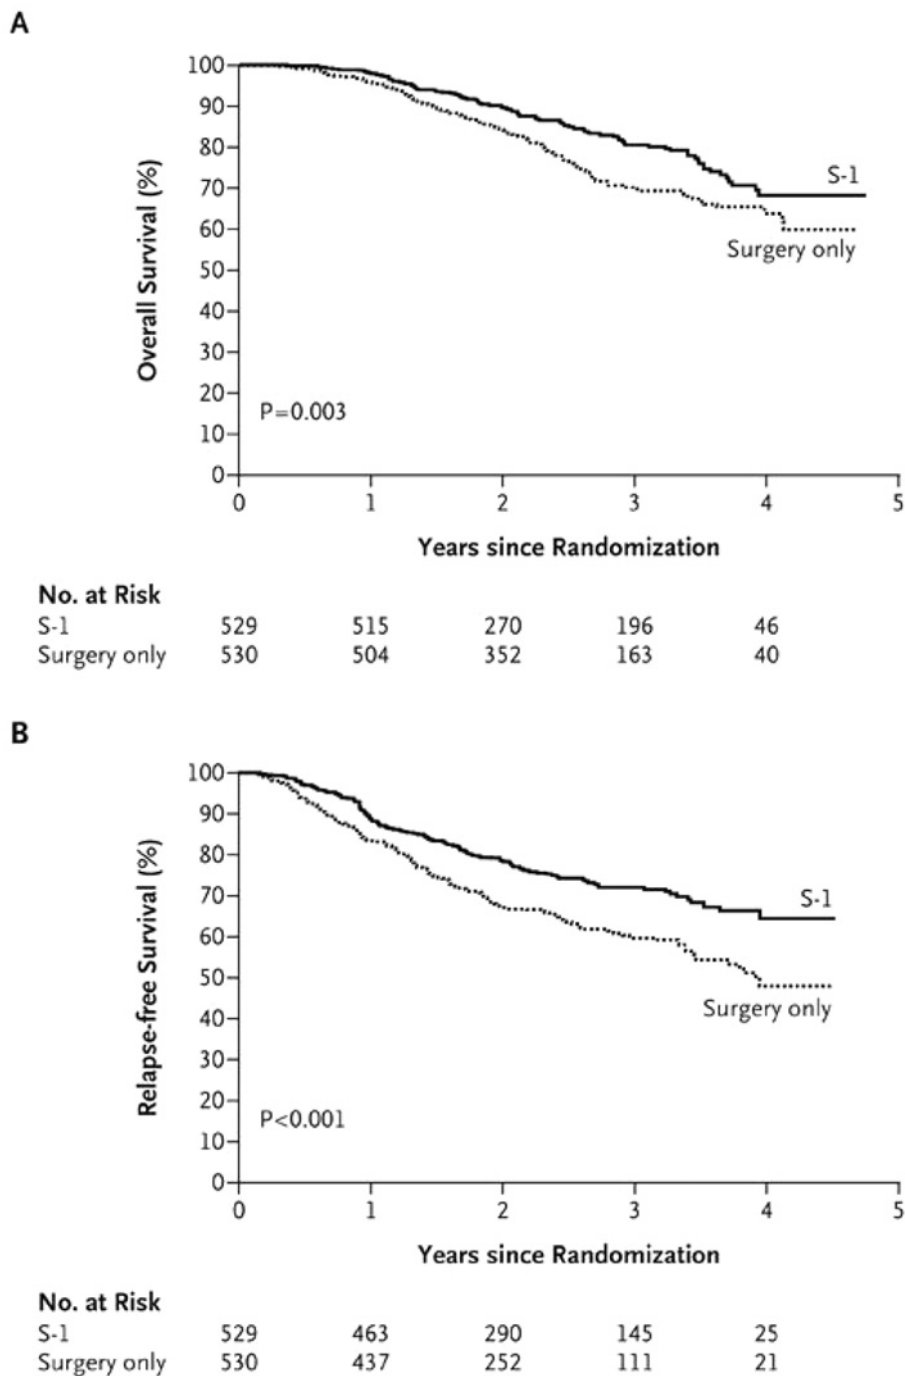 A
100
90
80
70
60
50
40
30
20
10
0
Overall Survival (%)
S-1
Surgery only
P=0.003
0 1 2 3 4 5
Years since Randomization
No. at Risk
S-1 529 515 270 196 46
Surgery only 530 504 352 163 40
B
100
90
80
70
60
50
40
30
20
10
0
Relapse-free Survival (%)
S-1
Surgery only
P<0.001
0 1 2 3 4 5
Years since Randomization
No. at Risk
S-1 529 463 290 145 25
Surgery only 530 437 252 111 21